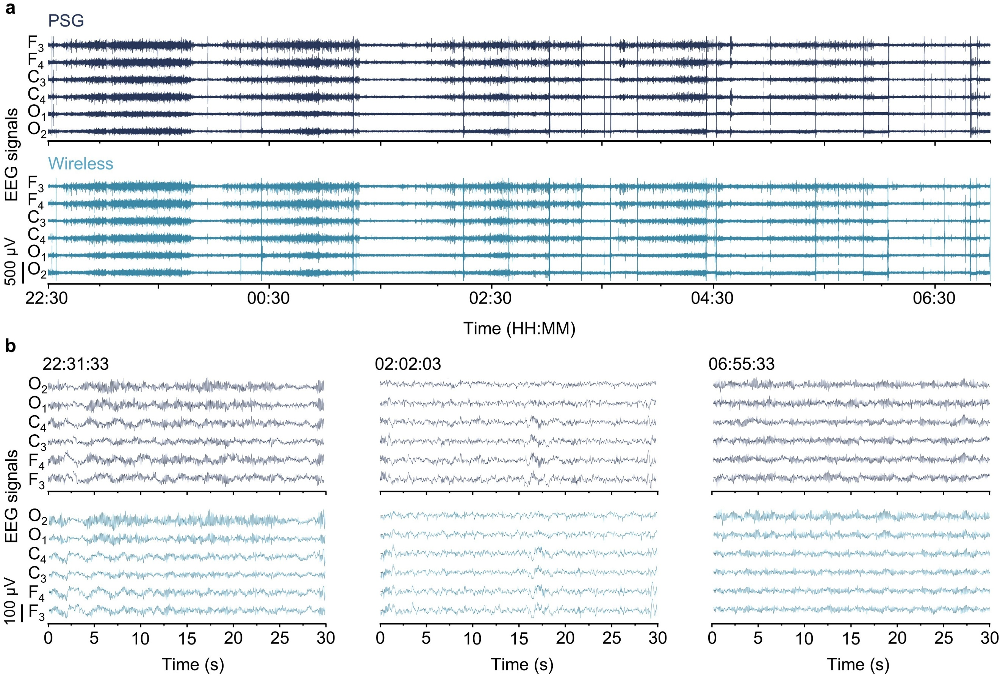 a
PSG
F3
F4
C3
C4
O1
O2
EEG signals
Wireless
F3
F4
C3
C4
O1
O2
500 µV
22:30 00:30 02:30 04:30 06:30
Time (HH:MM)
b
22:31:33 02:02:03 06:55:33
O2
O1
C4
C3
F4
F3
EEG signals
O2
O1
C4
C3
F4
F3
100 µV
0 5 10 15 20 25 30 0 5 10 15 20 25 30 0 5 10 15 20 25 30
Time (s) Time (s) Time (s)